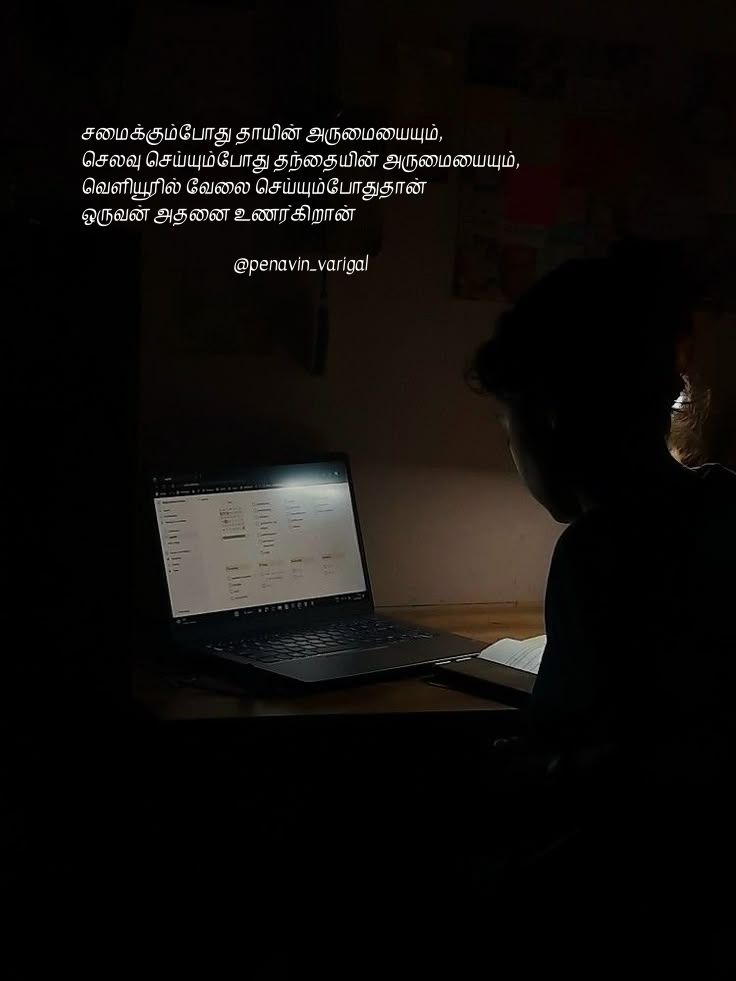 சமைக்கும்போது தாயின் அருமையையும்,
செலவு செய்யும்போது தந்தையின் அருமையையும்,
வெளியூரில் வேலை செய்யும்போதுதான்
ஒருவன் அதனை உணர்கிறான்
@penavin_varigal